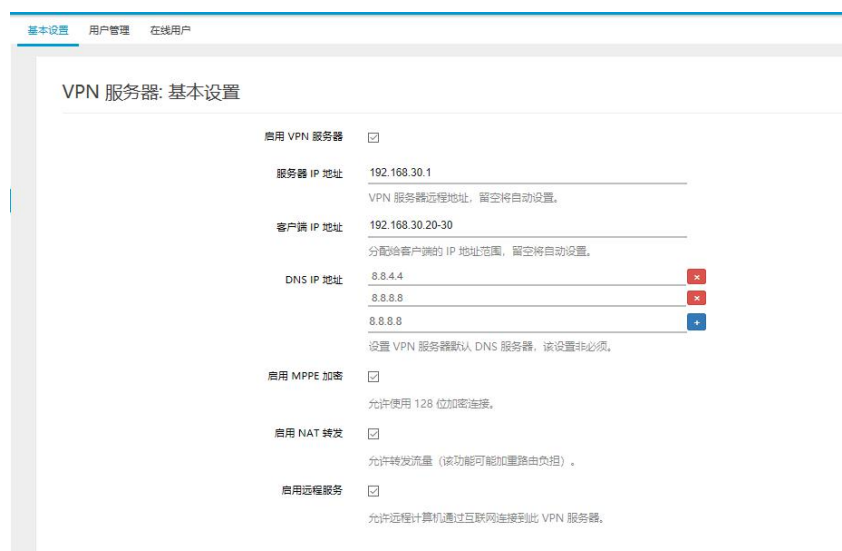 基本设置 用户管理 在线用户
VPN 服务器: 基本设置
启用 VPN 服务器
服务器 IP 地址 192.168.30.1
VPN 服务器远程地址，留空将自动设置。
客户端 IP 地址 192.168.30.20-30
分配给客户端的 IP 地址范围，留空将自动设置。
DNS IP 地址 8.8.4.4 ×
8.8.8.8 ×
8.8.8.8 +
设置 VPN 服务器默认 DNS 服务器，该设置非必须。
启用 MPPE 加密
允许使用 128 位加密连接。
启用 NAT 转发
允许转发流量（该功能可能加重路由负担）。
启用远程服务
允许远程计算机通过互联网连接到此 VPN 服务器。